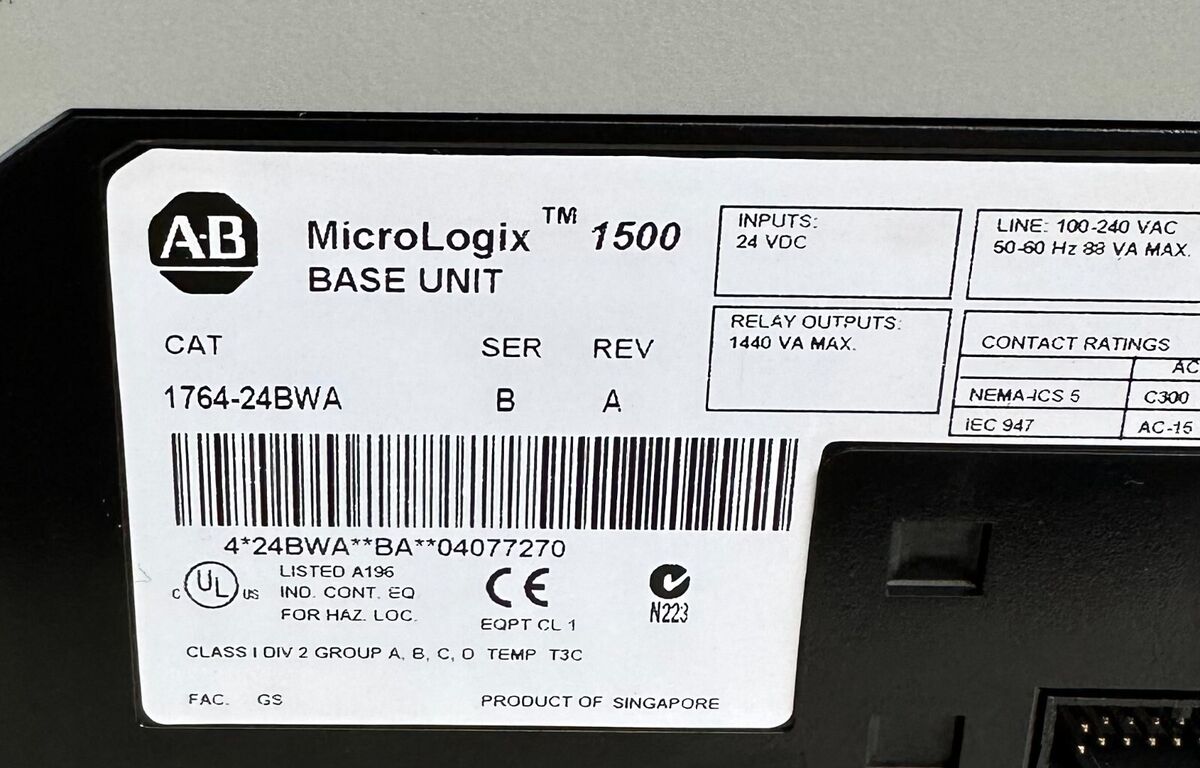 A-B
MicroLogix™ 1500
BASE UNIT
CAT SER REV
1764-24BWA B A
4*24BWA**BA**04077270
C UL US
LISTED A196
IND. CONT. EQ
FOR HAZ. LOC.
CE
EQPT CL 1
N223
CLASS I DIV 2 GROUP A, B, C, D TEMP T3C
FAC. GS PRODUCT OF SINGAPORE
INPUTS:
24 VDC
LINE: 100-240 VAC
50-60 Hz 88 VA MAX.
RELAY OUTPUTS:
1440 VA MAX.
CONTACT RATINGS
AC
NEMA-ICS 5 C300
IEC 947 AC-15